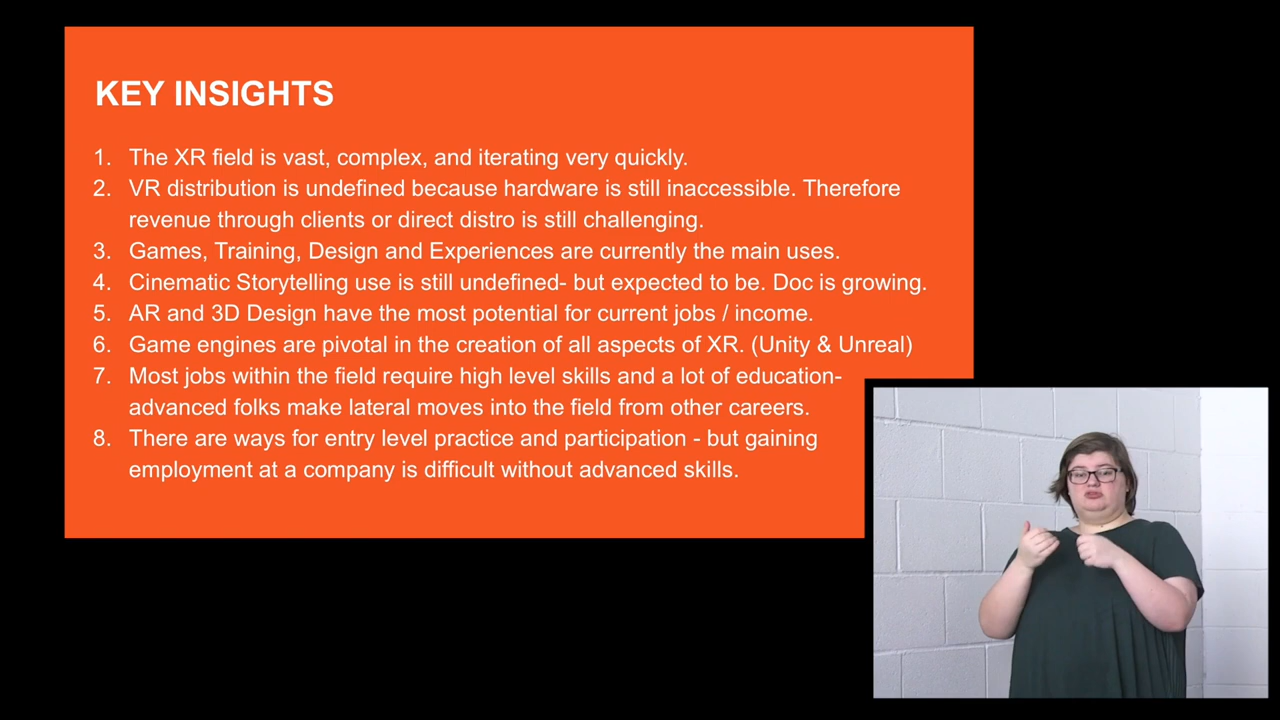 KEY INSIGHTS
1. The XR field is vast, complex, and iterating very quickly.
2. VR distribution is undefined because hardware is still inaccessible. Therefore
revenue through clients or direct distro is still challenging.
3. Games, Training, Design and Experiences are currently the main uses.
4. Cinematic Storytelling use is still undefined- but expected to be. Doc is growing.
5. AR and 3D Design have the most potential for current jobs / income.
6. Game engines are pivotal in the creation of all aspects of XR. (Unity & Unreal)
7. Most jobs within the field require high level skills and a lot of education-
advanced folks make lateral moves into the field from other careers.
8. There are ways for entry level practice and participation - but gaining
employment at a company is difficult without advanced skills.